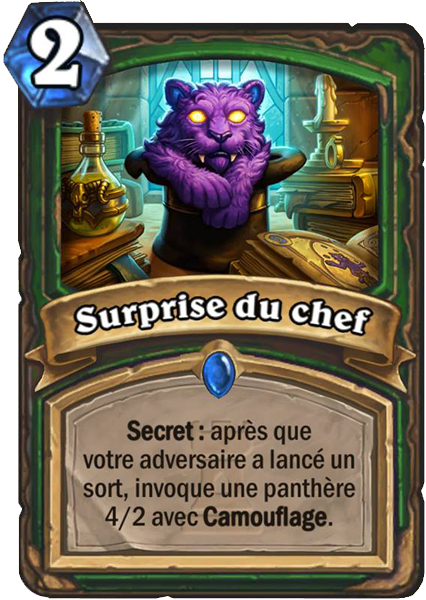 2
Surprise du chef
Secret : après que
votre adversaire a lancé un
sort, invoque une panthère
4/2 avec Camouflage.